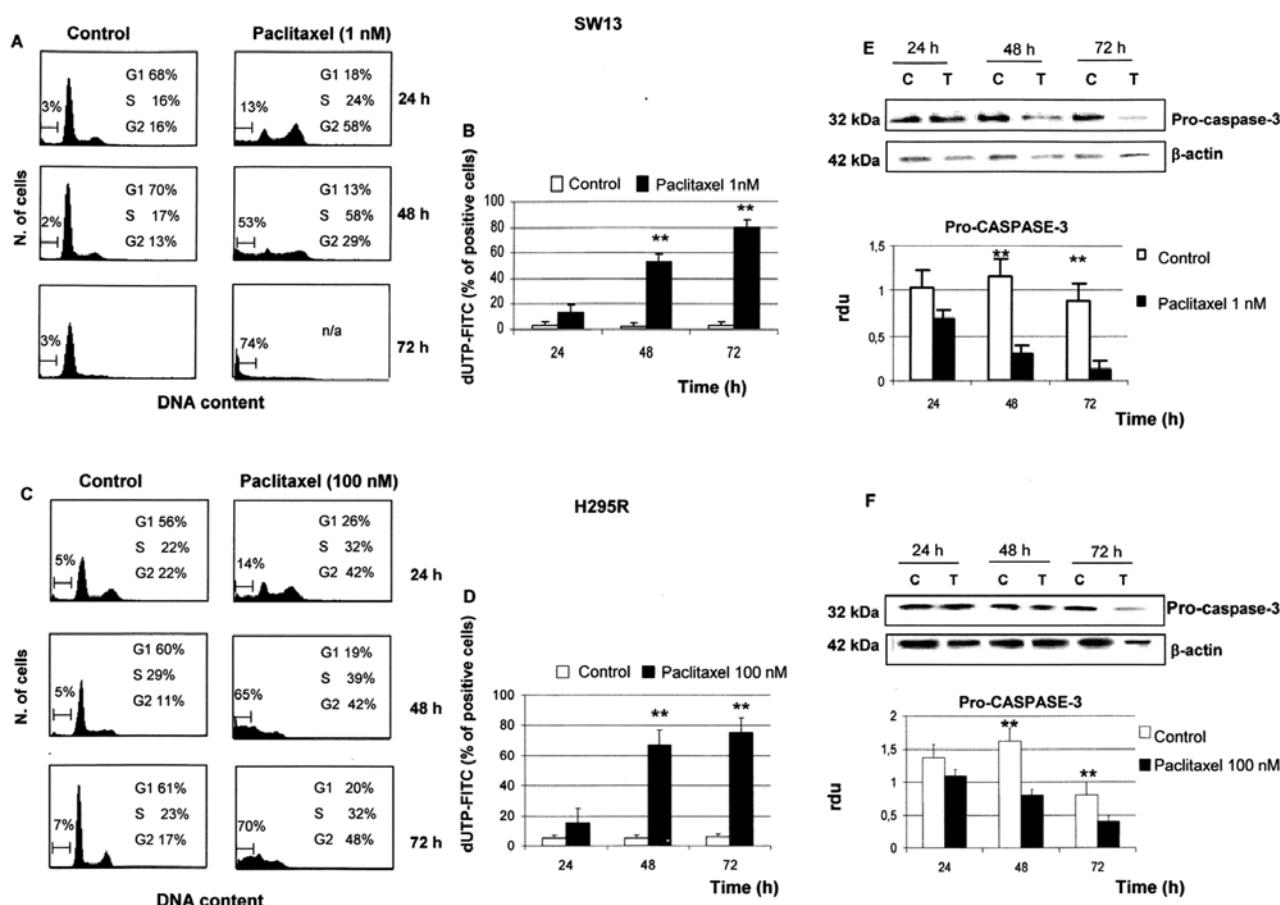 SW13
A
Control
Paclitaxel (1 nM)
3%
G1 68%
S 16%
G2 16%
13%
G1 18%
S 24%
G2 58%
24 h
N. of cells
2%
G1 70%
S 17%
G2 13%
53%
G1 13%
S 58%
G2 29%
48 h
3%
74%
n/a
72 h
DNA content
B
Control
Paclitaxel 1nM
dUTP-FITC (% of positive cells)
100
80
60
40
20
0
**
**
24
48
72
Time (h)
E
24 h
48 h
72 h
C
T
C
T
C
T
32 kDa
Pro-caspase-3
42 kDa
β-actin
Pro-CASPASE-3
1,5
1
0,5
0
rdu
**
**
Control
Paclitaxel 1 nM
24
48
72
Time (h)
H295R
C
Control
Paclitaxel (100 nM)
5%
G1 56%
S 22%
G2 22%
14%
G1 26%
S 32%
G2 42%
24 h
N. of cells
5%
G1 60%
S 29%
G2 11%
65%
G1 19%
S 39%
G2 42%
48 h
7%
G1 61%
S 23%
G2 17%
70%
G1 20%
S 32%
G2 48%
72 h
DNA content
D
Control
Paclitaxel 100 nM
dUTP-FITC (% of positive cells)
100
80
60
40
20
0
**
**
24
48
72
Time (h)
F
24 h
48 h
72 h
C
T
C
T
C
T
32 kDa
Pro-caspase-3
42 kDa
β-actin
Pro-CASPASE-3
2
1,5
1
0,5
0
rdu
**
**
Control
Paclitaxel 100 nM
24
48
72
Time (h)